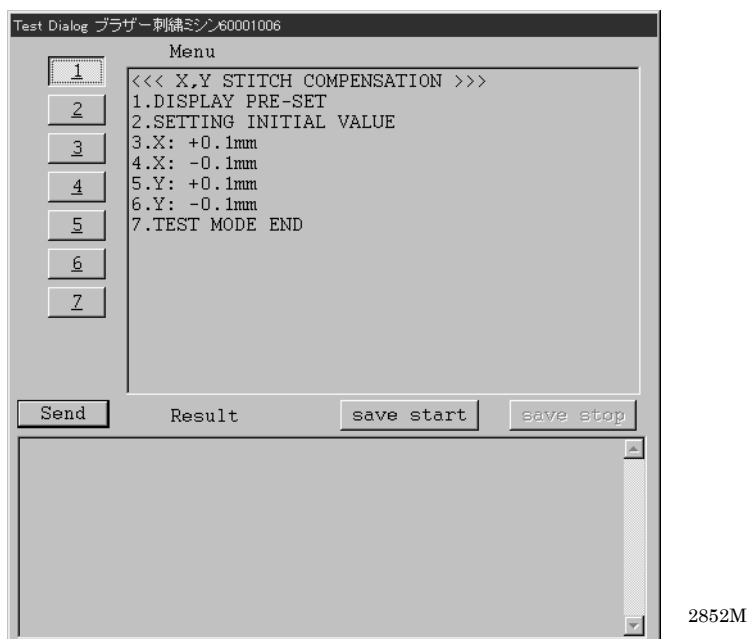 Test Dialog ブラザー刺繍ミシン60001006
Menu
1
2
3
4
5
6
7
<<< X,Y STITCH COMPENSATION >>>
1.DISPLAY PRE-SET
2.SETTING INITIAL VALUE
3.X: +0.1mm
4.X: -0.1mm
5.Y: +0.1mm
6.Y: -0.1mm
7.TEST MODE END
Send
Result
save start
save stop
2852M